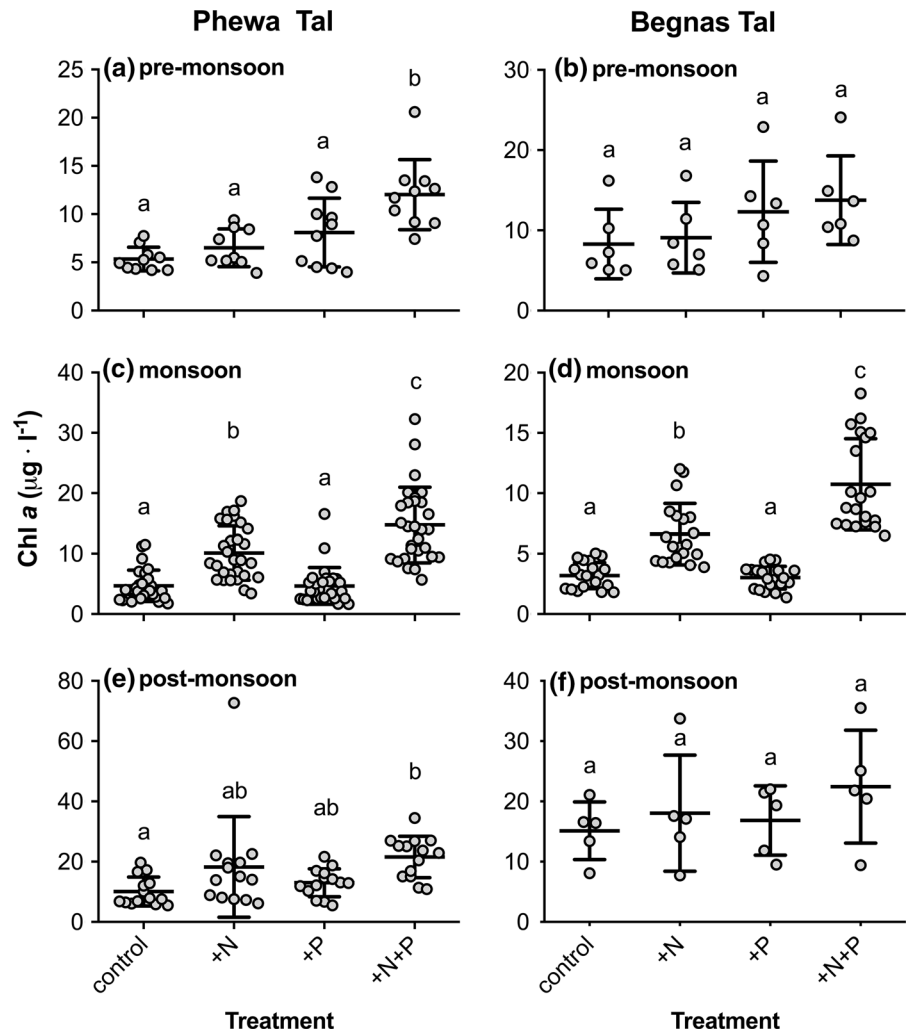 Phewa Tal
Begnas Tal
(a) pre-monsoon
25
20
15
10
5
0
a
a
a
b
(b) pre-monsoon
30
20
10
0
a
a
a
a
Chl a (µg · l-1)
(c) monsoon
40
30
20
10
0
a
b
a
c
(d) monsoon
20
15
10
5
0
a
b
a
c
(e) post-monsoon
80
60
40
20
0
a
ab
ab
b
(f) post-monsoon
40
30
20
10
0
a
a
a
a
control
+N
+P
+N+P
control
+N
+P
+N+P
Treatment
Treatment